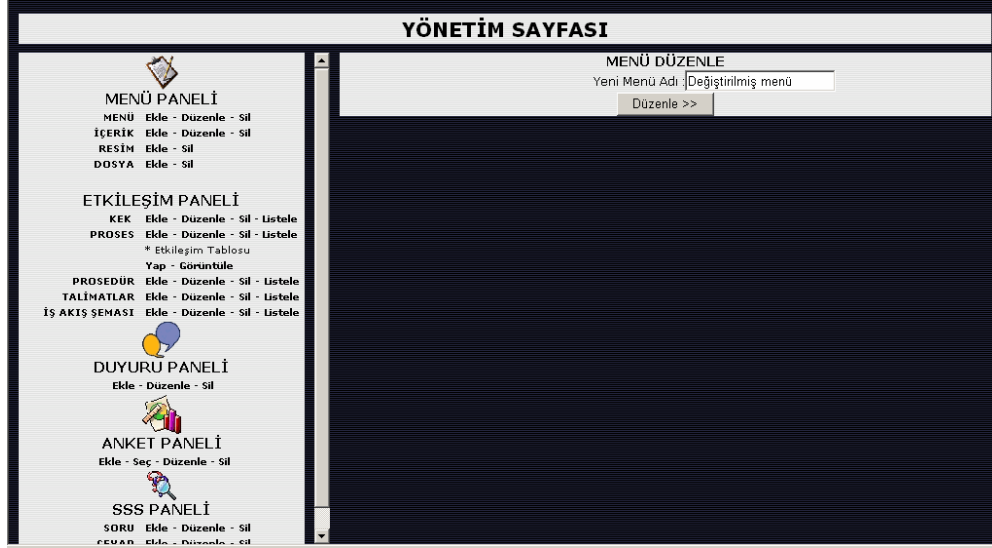 YÖNETİM SAYFASI
MENÜ PANELİ
MENÜ Ekle - Düzenle - Sil
İÇERİK Ekle - Düzenle - Sil
RESİM Ekle - Sil
DOSYA Ekle - Sil
ETKİLEŞİM PANELİ
KEK Ekle - Düzenle - Sil - Listele
PROSES Ekle - Düzenle - Sil - Listele
* Etkileşim Tablosu
Yap - Görüntüle
PROSEDÜR Ekle - Düzenle - Sil - Listele
TALİMATLAR Ekle - Düzenle - Sil - Listele
İŞ AKIŞ ŞEMASI Ekle - Düzenle - Sil - Listele
DUYURU PANELİ
Ekle - Düzenle - Sil
ANKET PANELİ
Ekle - Seç - Düzenle - Sil
SSS PANELİ
SORU Ekle - Düzenle - Sil
CEVAP Ekle - Düzenle - Sil
MENÜ DÜZENLE
Yeni Menü Adı : Değiştirilmiş menü
Düzenle >>